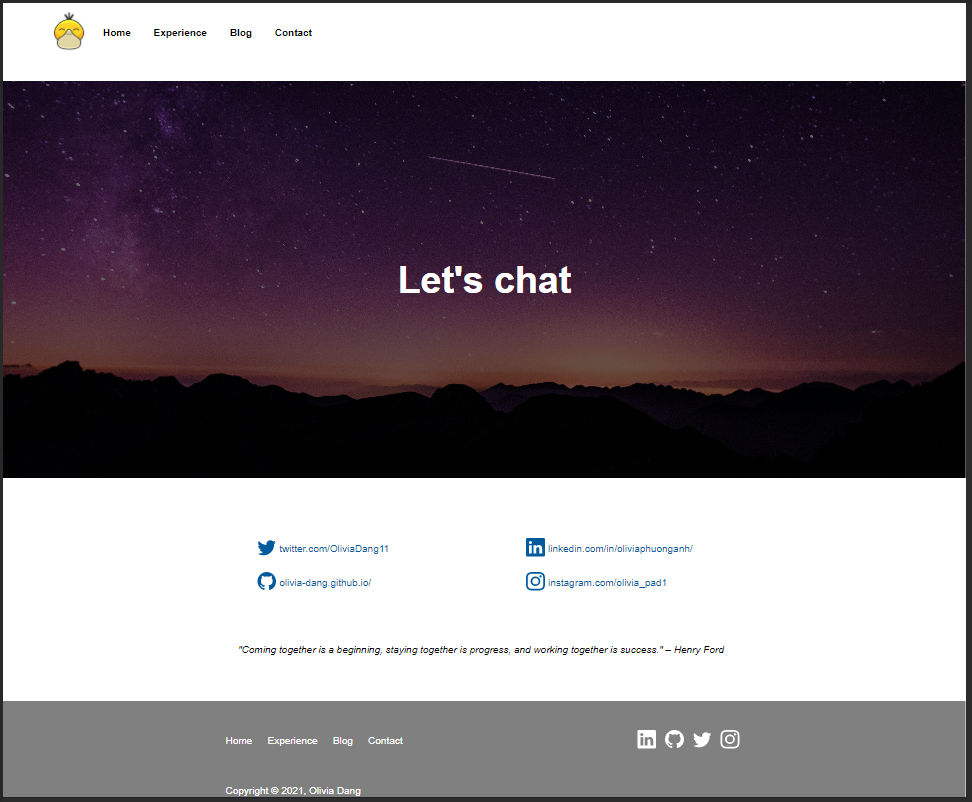 Home Experience Blog Contact
Let's chat
twitter.com/OliviaDang11 linkedin.com/in/oliviaphuonganh/
olivia-dang.github.io/ instagram.com/olivia_pad1
"Coming together is a beginning, staying together is progress, and working together is success." – Henry Ford
Home Experience Blog Contact
Copyright © 2021, Olivia Dang